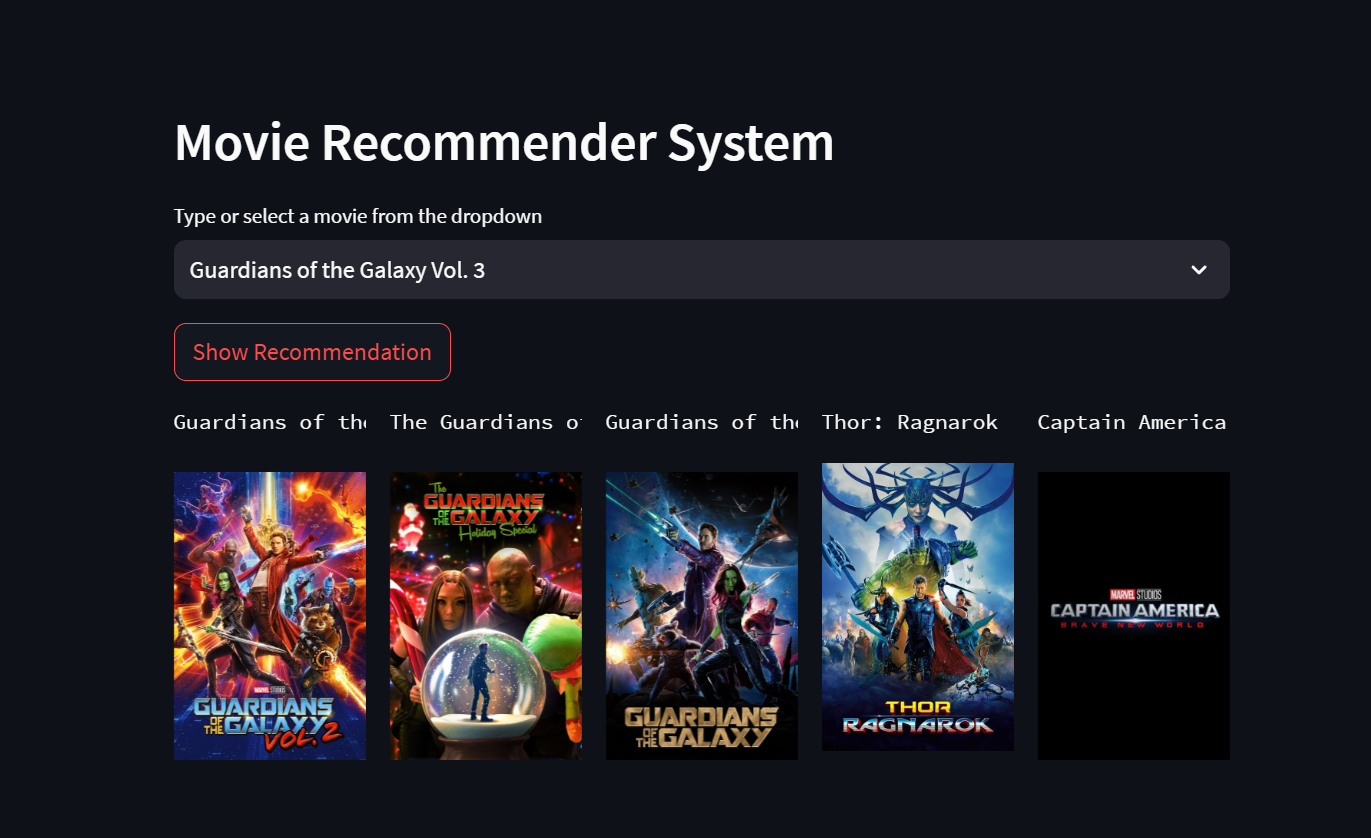 Movie Recommender System
Type or select a movie from the dropdown
Guardians of the Galaxy Vol. 3
Show Recommendation
Guardians of the
The Guardians of
Guardians of the
Thor: Ragnarok
Captain America
MARVEL STUDIOS
GUARDIANS
OF THE GALAXY
VOL. 2
The
GUARDIANS
OF THE GALAXY
Holiday Special
GUARDIANS
OF THE GALAXY
THOR
RAGNAROK
MARVEL STUDIOS
CAPTAIN AMERICA
BRAVE NEW WORLD